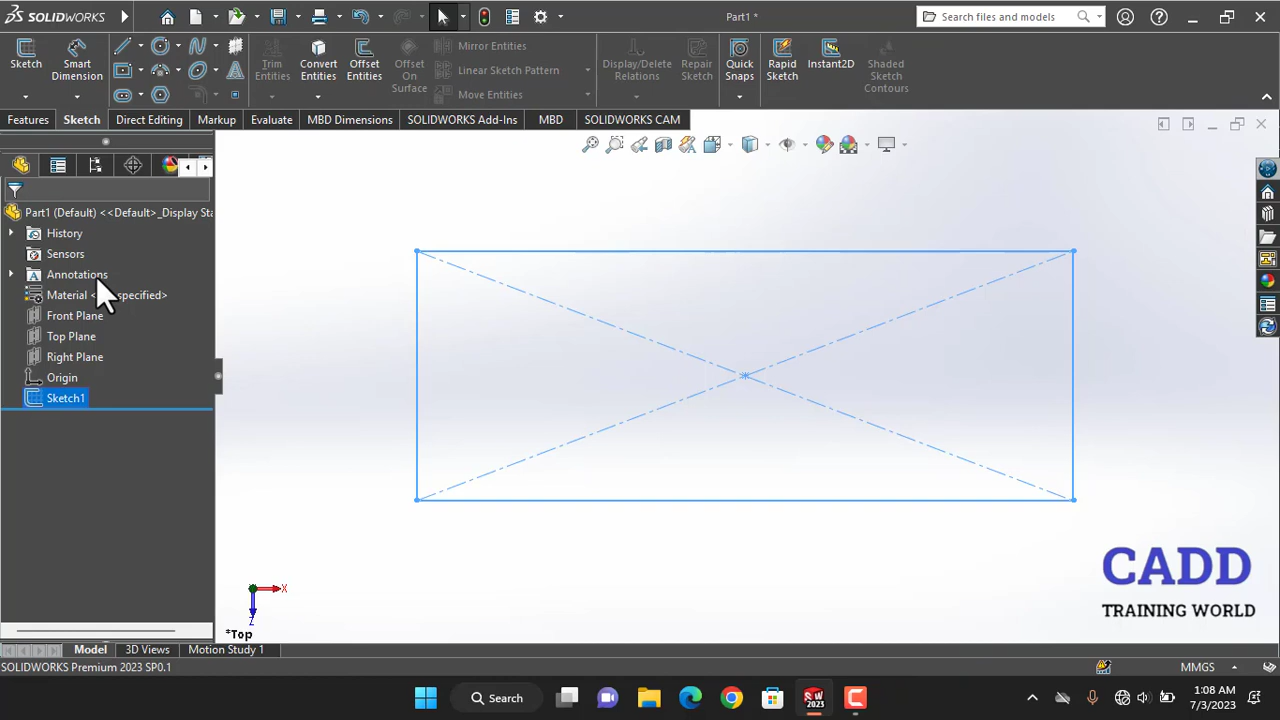 SOLIDWORKS
Part1 *
Search files and models
Sketch
Smart Dimension
Trim Entities
Convert Entities
Offset Entities
Offset On Surface
Mirror Entities
Linear Sketch Pattern
Move Entities
Display/Delete Relations
Repair Sketch
Quick Snaps
Rapid Sketch
Instant2D
Shaded Sketch Contours
Features
Sketch
Direct Editing
Markup
Evaluate
MBD Dimensions
SOLIDWORKS Add-Ins
MBD
SOLIDWORKS CAM
Part1 (Default) <<Default>_Display Sta
History
Sensors
Annotations
Material < specified>
Front Plane
Top Plane
Right Plane
Origin
Sketch1
X
Z
*Top
CADD
TRAINING WORLD
Model
3D Views
Motion Study 1
SOLIDWORKS Premium 2023 SP0.1
MMGS
Search
SW
2023
1:08 AM
7/3/2023